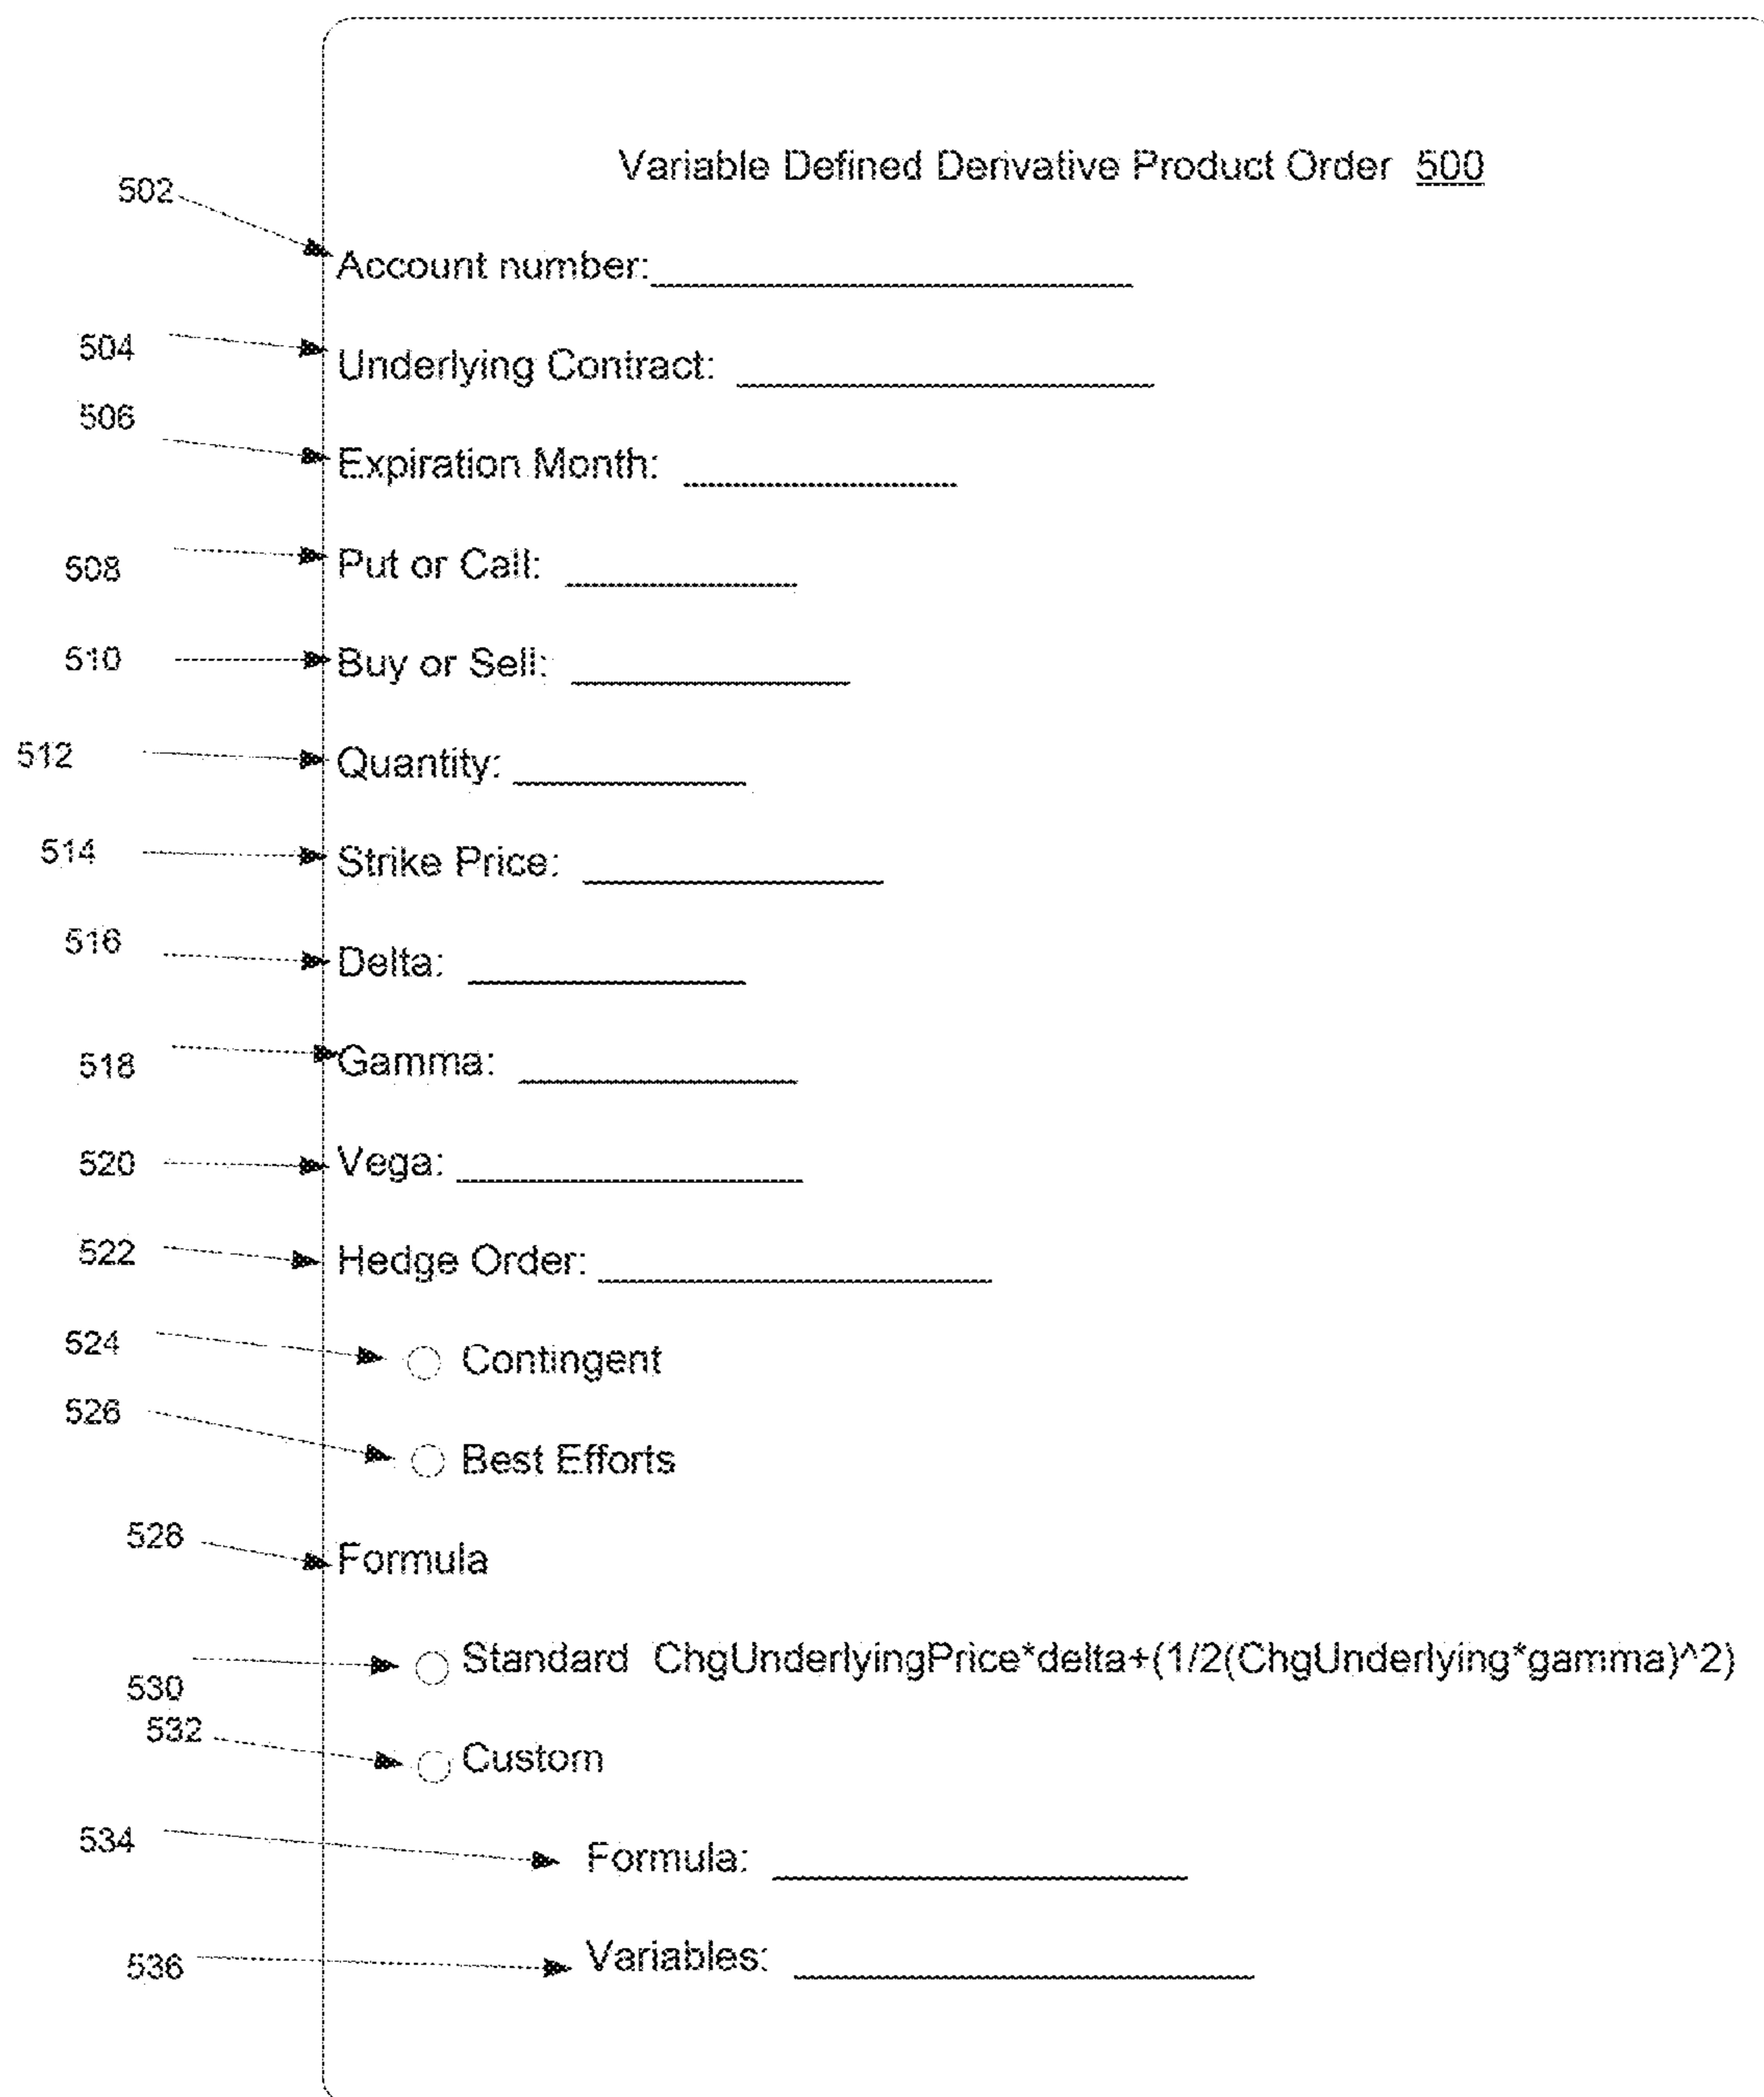 Variable Defined Derivative Product Order 500
502
Account number:
504
Underlying Contract:
506
Expiration Month:
508
Put or Call:
510
Buy or Sell:
512
Quantity:
514
Strike Price:
516
Delta:
518
Gamma:
520
Vega:
522
Hedge Order:
524
Contingent
526
Best Efforts
528
Formula
530
Standard ChgUnderlyingPrice*delta+(1/2(ChgUnderlying*gamma)^2)
532
Custom
534
Formula:
536
Variables: